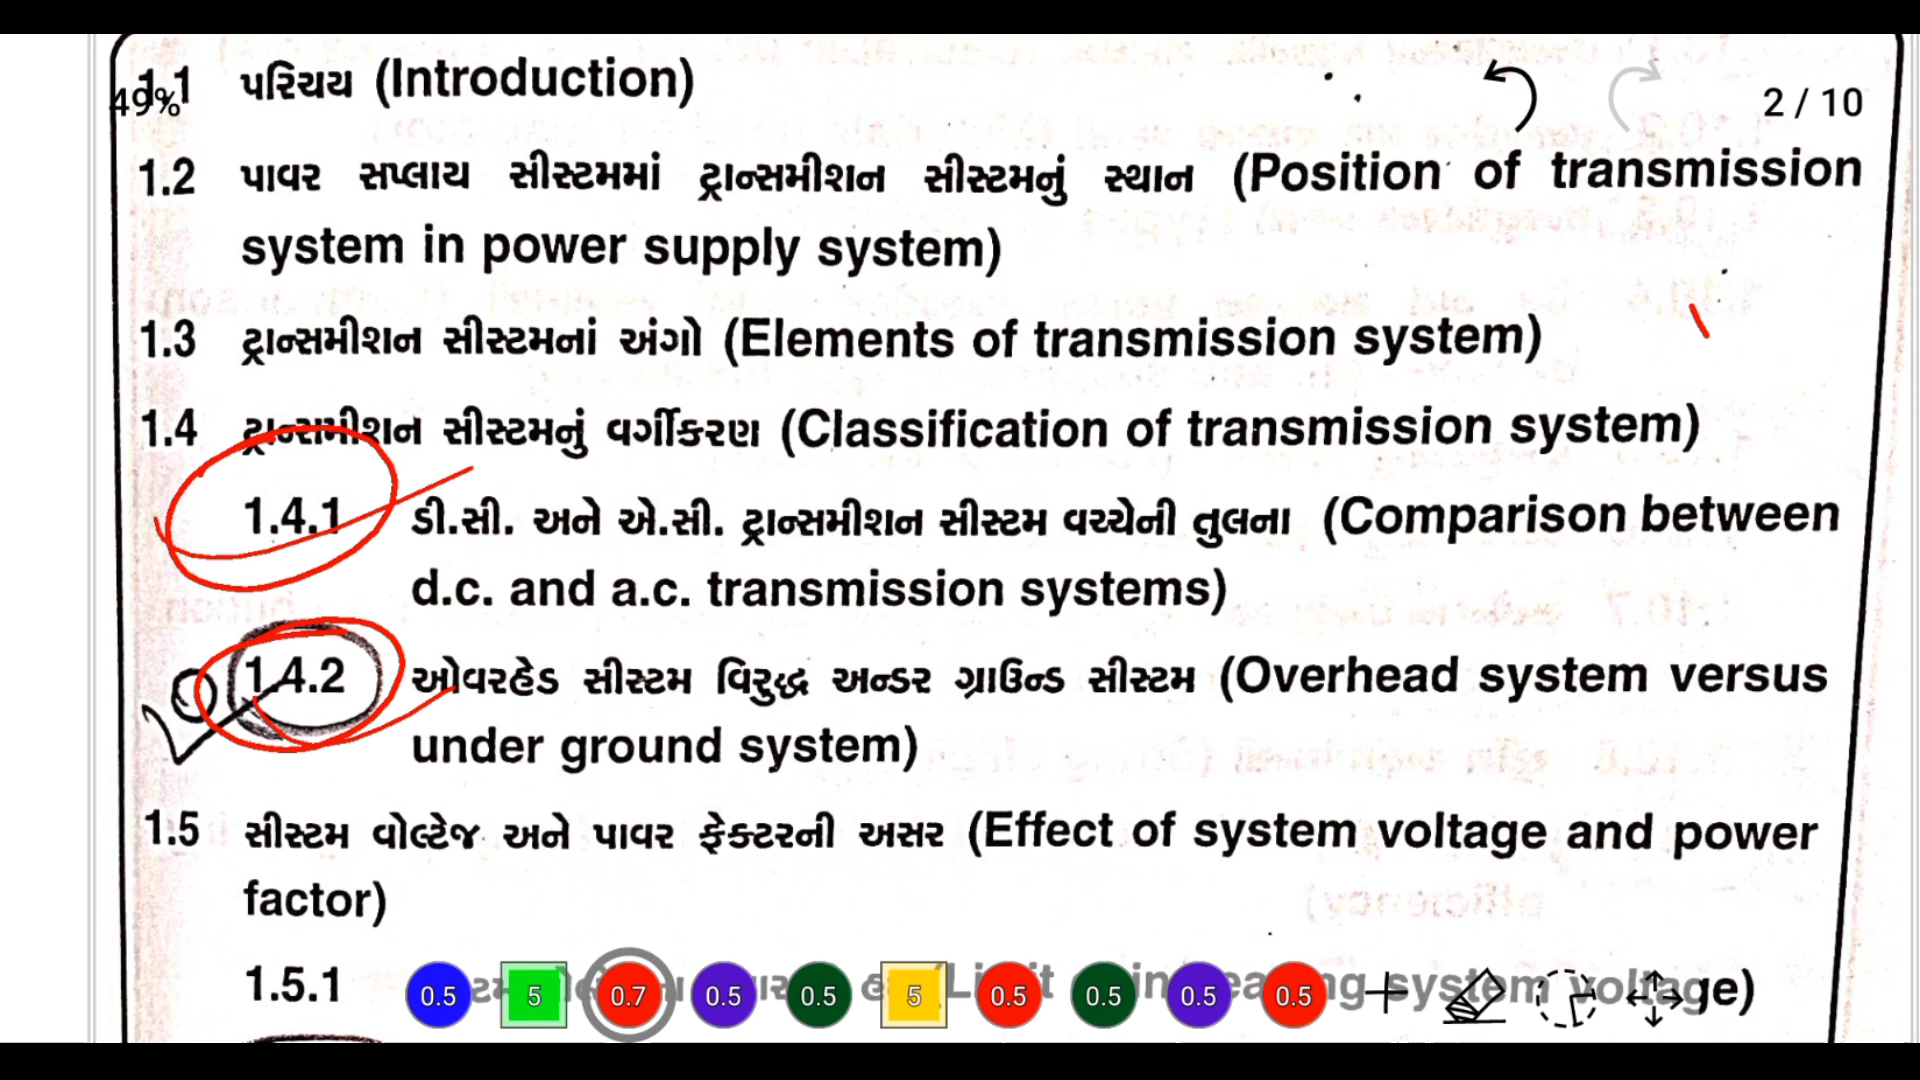 1.1 પરિચય (Introduction)
49%
2 / 10
1.2 પાવર સપ્લાય સીસ્ટમમાં ટ્રાન્સમીશન સીસ્ટમનું સ્થાન (Position of transmission
system in power supply system)
1.3 ટ્રાન્સમીશન સીસ્ટમનાં અંગો (Elements of transmission system)
1.4 ટ્રાન્સમીશન સીસ્ટમનું વર્ગીકરણ (Classification of transmission system)
1.4.1 ડી.સી. અને એ.સી. ટ્રાન્સમીશન સીસ્ટમ વચ્ચેની તુલના (Comparison between
d.c. and a.c. transmission systems)
1.4.2 ઓવરહેડ સીસ્ટમ વિરુદ્ધ અન્ડર ગ્રાઉન્ડ સીસ્ટમ (Overhead system versus
under ground system)
1.5 સીસ્ટમ વોલ્ટેજ અને પાવર ફેક્ટરની અસર (Effect of system voltage and power
factor)
1.5.1 system voltage)
0.5 5 0.7 0.5 0.5 5 0.5 0.5 0.5 0.5